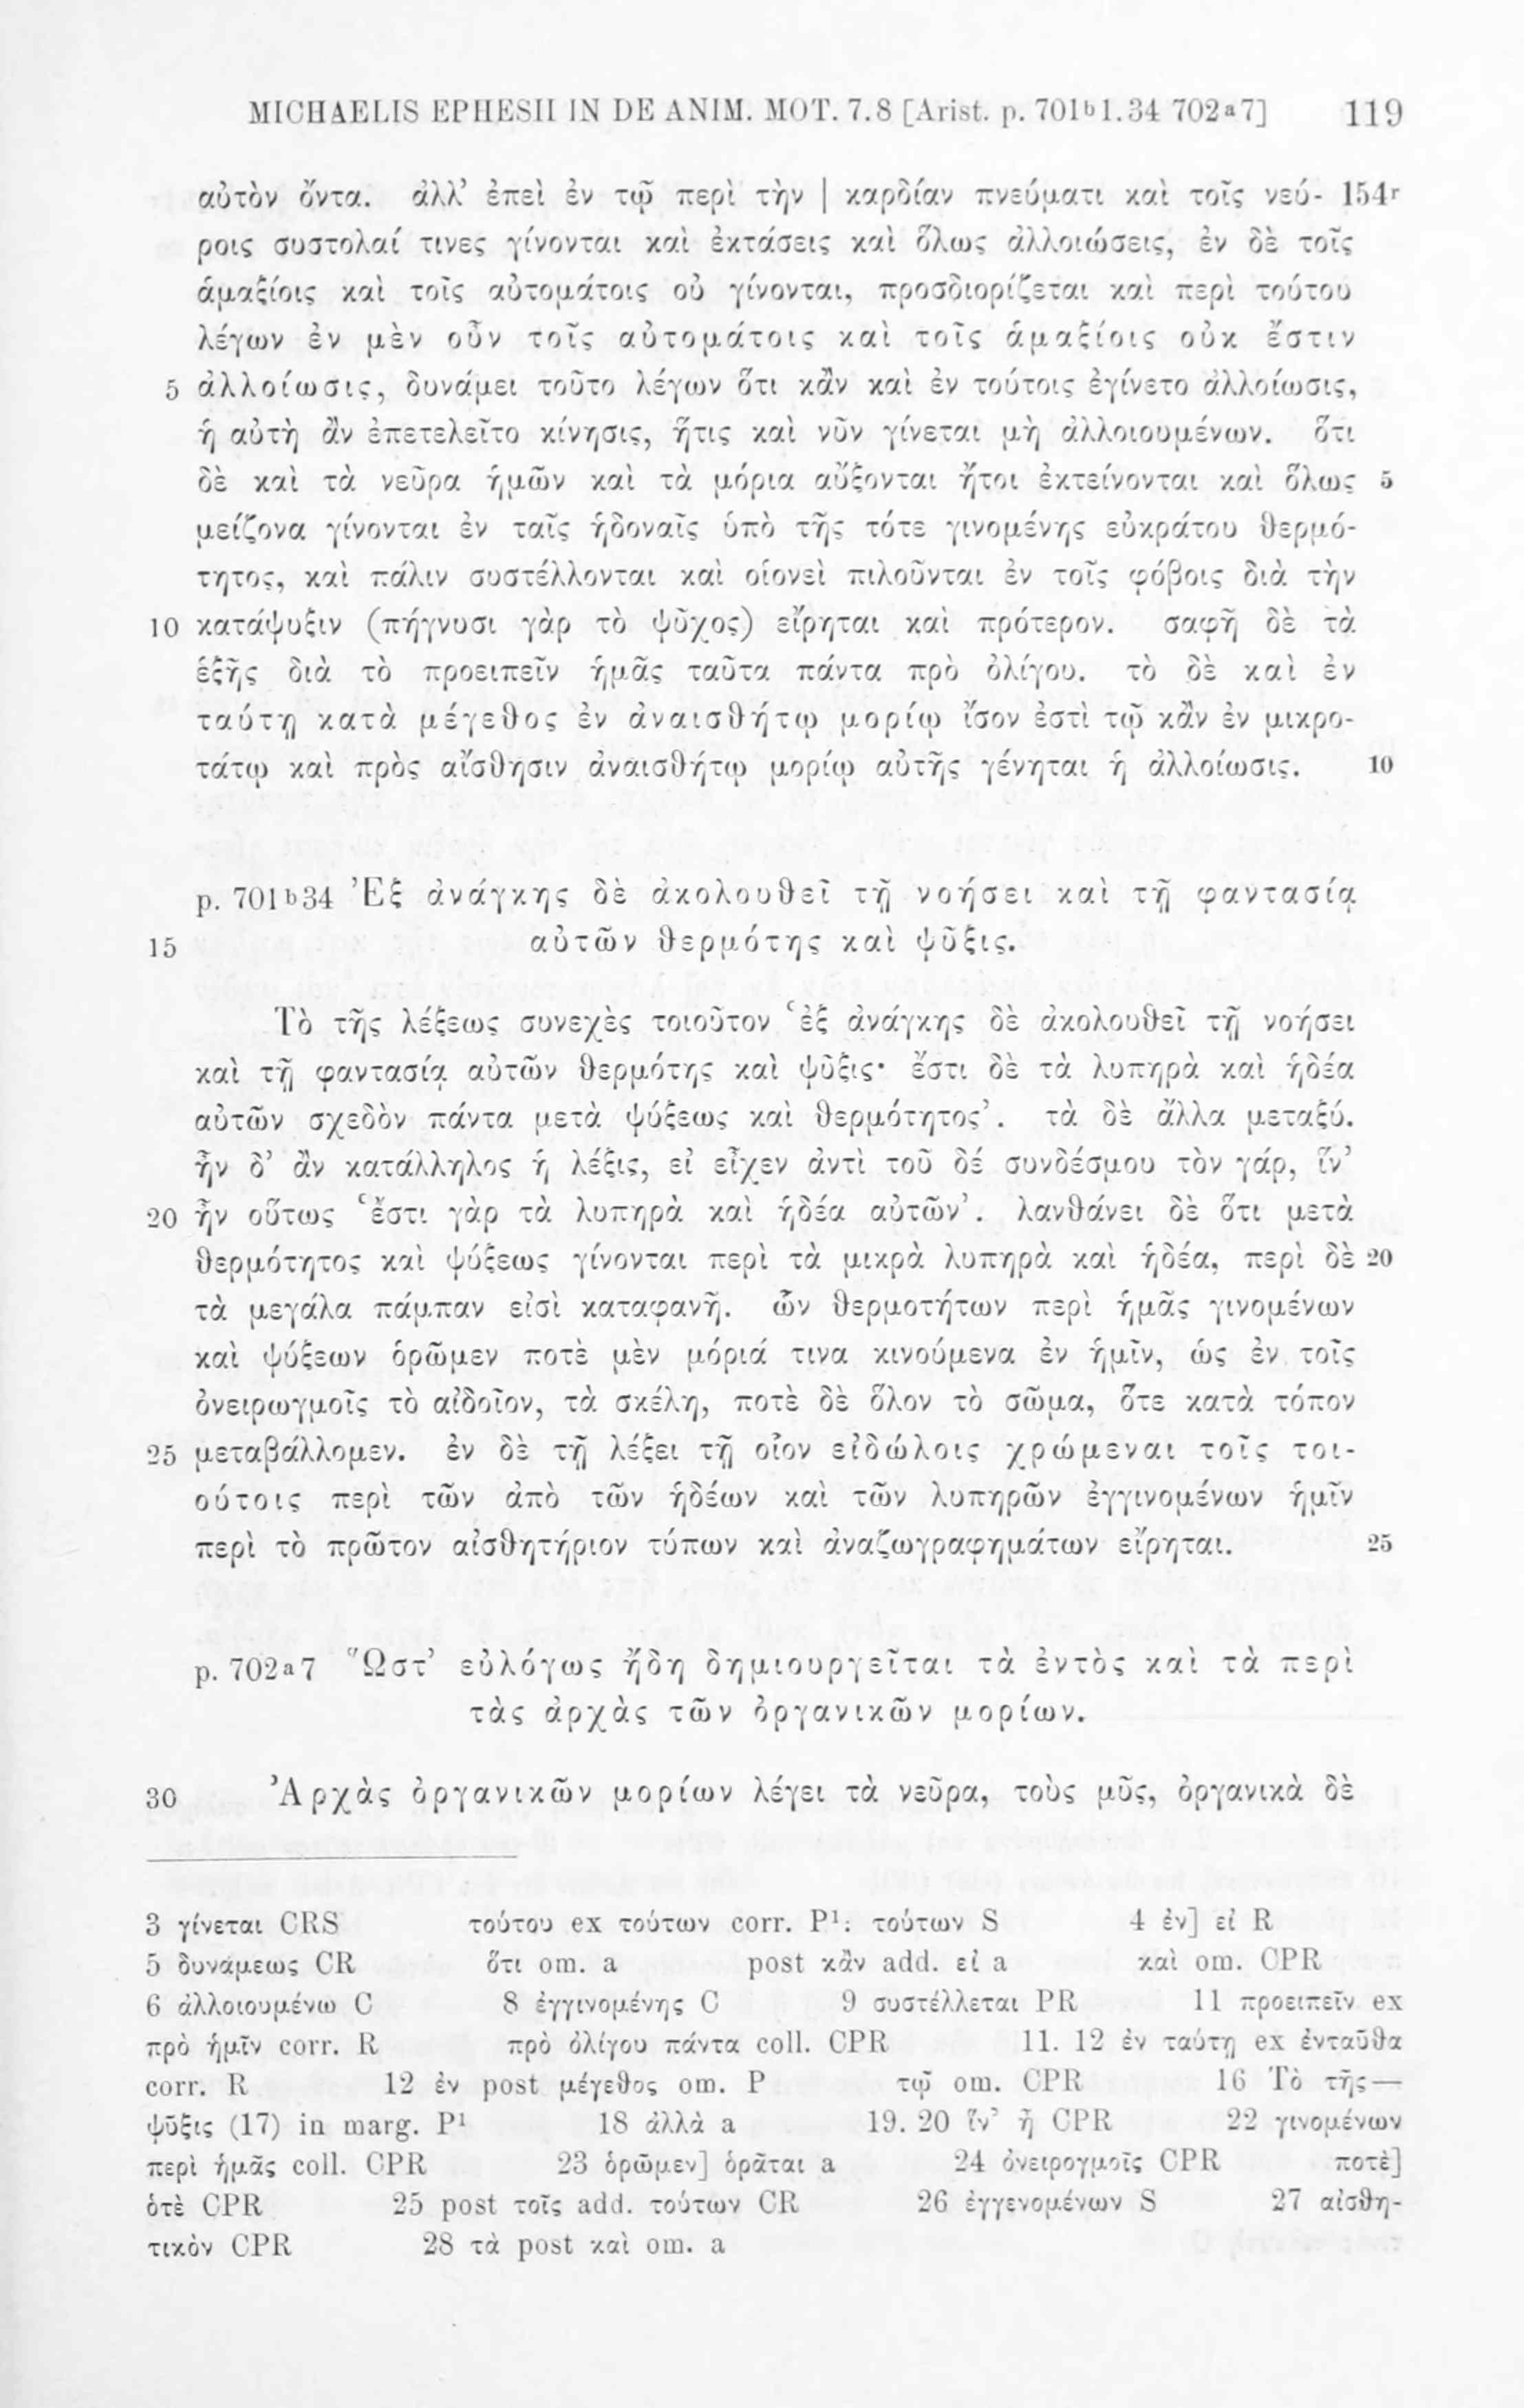 MICHAELIS EPHESII IN DE ANIM. MOT. 7.8 [Arist. p. 701ᵇ1.34 702ᵃ7] 119
αὐτὸν ὄντα. ἀλλ’ ἐπεὶ ἐν τῷ περὶ τὴν | καρδίαν πνεύματι καὶ τοῖς νεύ- 154ʳ
ροις συστολαί τινες γίνονται καὶ ἐκτάσεις καὶ ὅλως ἀλλοιώσεις, ἐν δὲ τοῖς
ἁμαξίοις καὶ τοῖς αὐτομάτοις οὐ γίνονται, προσδιορίζεται καὶ περὶ τούτου
λέγων ἐν μὲν οὖν τοῖς αὐτομάτοις καὶ τοῖς ἁμαξίοις οὐκ ἔστιν
5 ἀλλοίωσις, δυνάμει τοῦτο λέγων ὅτι κἂν καὶ ἐν τούτοις ἐγίνετο ἀλλοίωσις,
ἡ αὐτὴ ἂν ἐπετελεῖτο κίνησις, ἥτις καὶ νῦν γίνεται μὴ ἀλλοιουμένων. ὅτι
δὲ καὶ τὰ νεῦρα ἡμῶν καὶ τὰ μόρια αὔξονται ἤτοι ἐκτείνονται καὶ ὅλως 5
μείζονα γίνονται ἐν ταῖς ἡδοναῖς ὑπὸ τῆς τότε γινομένης εὐκράτου θερμό-
τητος, καὶ πάλιν συστέλλονται καὶ οἱονεὶ πιλοῦνται ἐν τοῖς φόβοις διὰ τὴν
10 κατάψυξιν (πήγνυσι γὰρ τὸ ψῦχος) εἴρηται καὶ πρότερον. σαφῆ δὲ τὰ
ἑξῆς διὰ τὸ προειπεῖν ἡμᾶς ταῦτα πάντα πρὸ ὀλίγου. τὸ δὲ καὶ ἐν
ταύτῃ κατὰ μέγεθος ἐν ἀναισθήτῳ μορίῳ ἴσον ἐστὶ τῷ κἂν ἐν μικρο-
τάτῳ καὶ πρὸς αἴσθησιν ἀναισθήτῳ μορίῳ αὐτῆς γένηται ἡ ἀλλοίωσις. 10
p. 701ᵇ34 Ἐξ ἀνάγκης δὲ ἀκολουθεῖ τῇ νοήσει καὶ τῇ φαντασίᾳ
15 αὐτῶν θερμότης καὶ ψῦξις.
Τὸ τῆς λέξεως συνεχὲς τοιοῦτον ‘ἐξ ἀνάγκης δὲ ἀκολουθεῖ τῇ νοήσει
καὶ τῇ φαντασίᾳ αὐτῶν θερμότης καὶ ψῦξις· ἔστι δὲ τὰ λυπηρὰ καὶ ἡδέα
αὐτῶν σχεδὸν πάντα μετὰ ψύξεως καὶ θερμότητος’. τὰ δὲ ἄλλα μεταξύ.
ἦν δ’ ἂν κατάλληλος ἡ λέξις, εἰ εἶχεν ἀντὶ τοῦ δέ συνδέσμου τὸν γάρ, ἵν’
20 ἦν οὕτως ‘ἔστι γὰρ τὰ λυπηρὰ καὶ ἡδέα αὐτῶν’. λανθάνει δὲ ὅτι μετὰ
θερμότητος καὶ ψύξεως γίνονται περὶ τὰ μικρὰ λυπηρὰ καὶ ἡδέα, περὶ δὲ 20
τὰ μεγάλα πάμπαν εἰσὶ καταφανῆ. ὧν θερμοτήτων περὶ ἡμᾶς γινομένων
καὶ ψύξεων ὁρῶμεν ποτὲ μὲν μόριά τινα κινούμενα ἐν ἡμῖν, ὡς ἐν τοῖς
ὀνειρωγμοῖς τὸ αἰδοῖον, τὰ σκέλη, ποτὲ δὲ ὅλον τὸ σῶμα, ὅτε κατὰ τόπον
25 μεταβάλλομεν. ἐν δὲ τῇ λέξει τῇ οἷον εἰδώλοις χρώμεναι τοῖς τοι-
ούτοις περὶ τῶν ἀπὸ τῶν ἡδέων καὶ τῶν λυπηρῶν ἐγγινομένων ἡμῖν
περὶ τὸ πρῶτον αἰσθητήριον τύπων καὶ ἀναζωγραφημάτων εἴρηται. 25
p. 702ᵃ7 Ὥστ’ εὐλόγως ἤδη δημιουργεῖται τὰ ἐντὸς καὶ τὰ περὶ
τὰς ἀρχὰς τῶν ὀργανικῶν μορίων.
30 Ἀρχὰς ὀργανικῶν μορίων λέγει τὰ νεῦρα, τοὺς μῦς, ὀργανικὰ δὲ
3 γίνεται CRS τούτου ex τούτων corr. P¹: τούτων S 4 ἐν] εἰ R
5 δυνάμεως CR ὅτι om. a post κἂν add. εἰ a καὶ om. CPR
6 ἀλλοιουμένω C 8 ἐγγινομένης C 9 συστέλλεται PR 11 προειπεῖν ex
πρὸ ἡμῖν corr. R πρὸ ὀλίγου πάντα coll. CPR 11. 12 ἐν ταύτῃ ex ἐνταῦθα
corr. R 12 ἐν post μέγεθος om. P τῷ om. CPR 16 Τὸ τῆς—
ψῦξις (17) in marg. P¹ 18 ἀλλὰ a 19. 20 ἵν’ ᾖ CPR 22 γινομένων
περὶ ἡμᾶς coll. CPR 23 ὁρῶμεν] ὁρᾶται a 24 ὀνειρογμοῖς CPR ποτὲ]
ὁτὲ CPR 25 post τοῖς add. τούτων CR 26 ἐγγενομένων S 27 αἰσθη-
τικὸν CPR 28 τὰ post καὶ om. a